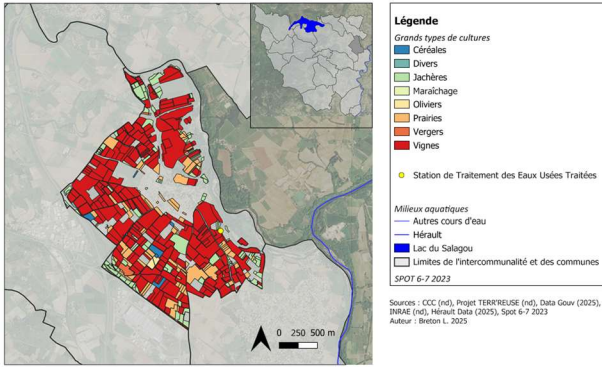 0 250 500 m
Légende
Grands types de cultures
Céréales
Divers
Jachères
Maraîchage
Oliviers
Prairies
Vergers
Vignes
Station de Traitement des Eaux Usées Traitées
Milieux aquatiques
Autres cours d'eau
Hérault
Lac du Salagou
Limites de l'intercommunalité et des communes
SPOT 6-7 2023
Sources : CCC (nd), Projet TERR'REUSE (nd), Data Gouv (2025),
INRAE (nd), Hérault Data (2025), Spot 6-7 2023
Auteur : Breton L. 2025